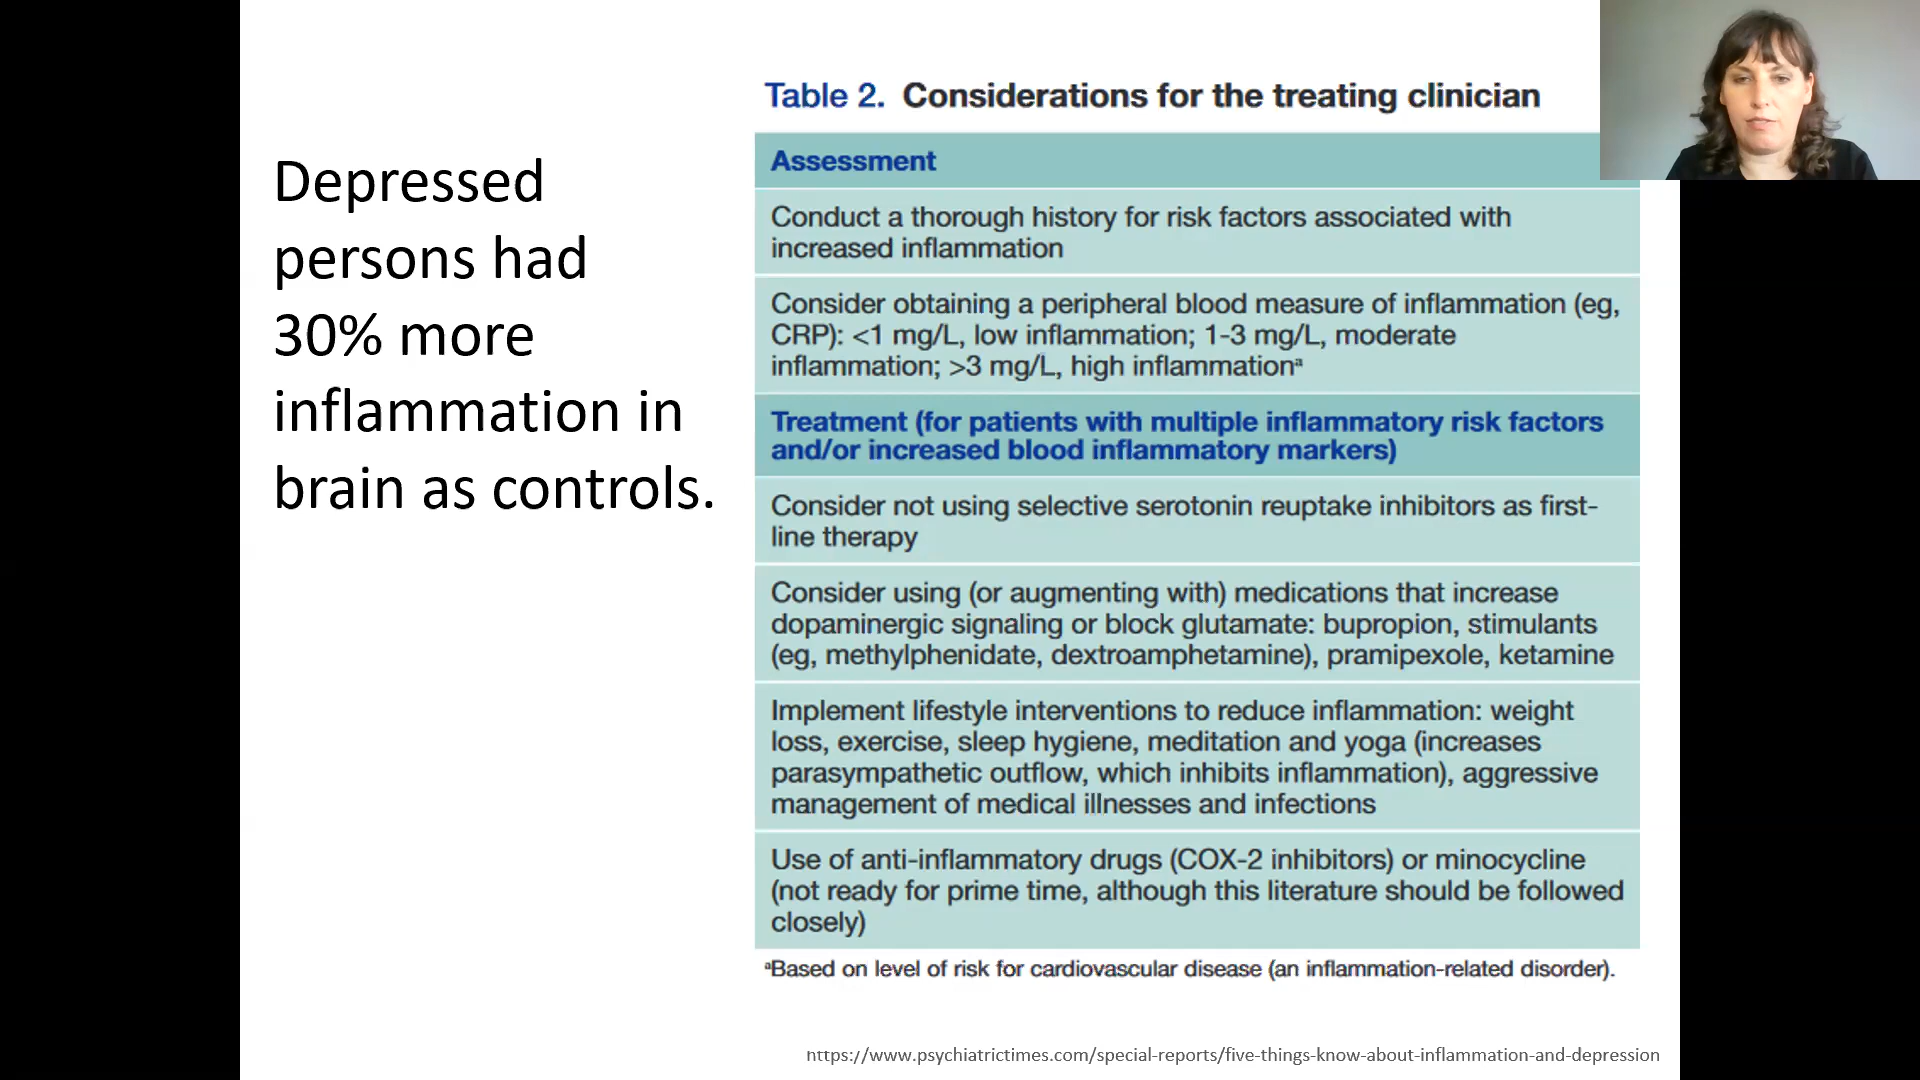 Depressed
persons had
30% more
inflammation in
brain as controls.
Table 2. Considerations for the treating clinician
Assessment
Conduct a thorough history for risk factors associated with
increased inflammation
Consider obtaining a peripheral blood measure of inflammation (eg,
CRP): <1 mg/L, low inflammation; 1-3 mg/L, moderate
inflammation; >3 mg/L, high inflammationᵃ
Treatment (for patients with multiple inflammatory risk factors
and/or increased blood inflammatory markers)
Consider not using selective serotonin reuptake inhibitors as first-
line therapy
Consider using (or augmenting with) medications that increase
dopaminergic signaling or block glutamate: bupropion, stimulants
(eg, methylphenidate, dextroamphetamine), pramipexole, ketamine
Implement lifestyle interventions to reduce inflammation: weight
loss, exercise, sleep hygiene, meditation and yoga (increases
parasympathetic outflow, which inhibits inflammation), aggressive
management of medical illnesses and infections
Use of anti-inflammatory drugs (COX-2 inhibitors) or minocycline
(not ready for prime time, although this literature should be followed
closely)
ᵃBased on level of risk for cardiovascular disease (an inflammation-related disorder).
https://www.psychiatrictimes.com/special-reports/five-things-know-about-inflammation-and-depression